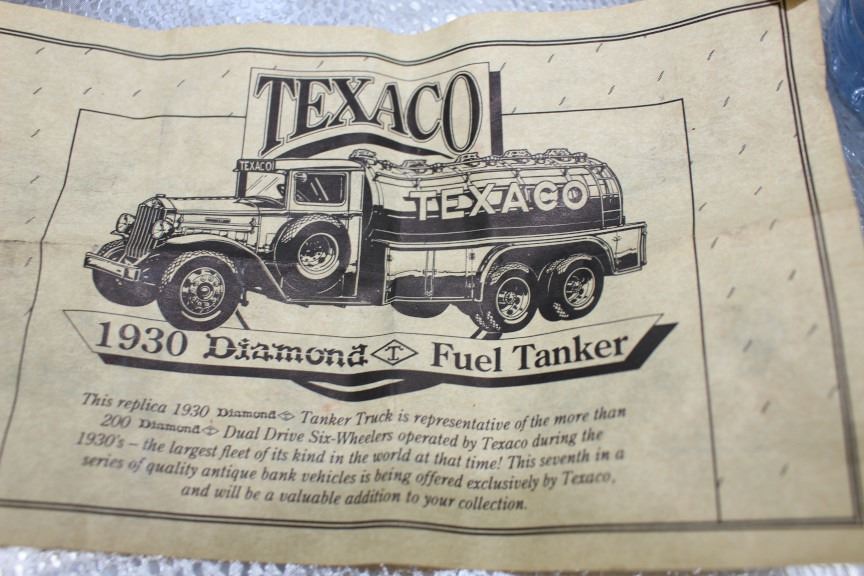 TEXACO
TEXACO
TEXACO
1930 Diamond T Fuel Tanker
This replica 1930 Diamond T Tanker Truck is representative of the more than
200 Diamond T Dual Drive Six-Wheelers operated by Texaco during the
1930's – the largest fleet of its kind in the world at that time! This seventh in a
series of quality antique bank vehicles is being offered exclusively by Texaco,
and will be a valuable addition to your collection.